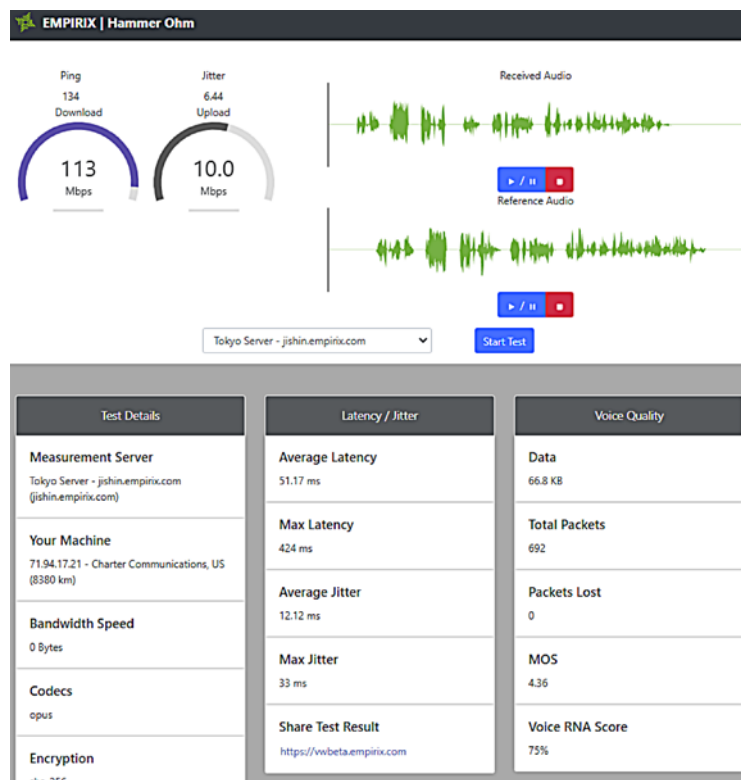 EMPIRIX | Hammer Ohm
Ping
134
Download
113
Mbps
Jitter
6.44
Upload
10.0
Mbps
Received Audio
Reference Audio
Tokyo Server - jishin.empirix.com
Start Test
Test Details
Measurement Server
Tokyo Server - jishin.empirix.com
(jishin.empirix.com)
Your Machine
71.94.17.21 - Charter Communications, US
(8380 km)
Bandwidth Speed
0 Bytes
Codecs
opus
Encryption
Latency / Jitter
Average Latency
51.17 ms
Max Latency
424 ms
Average Jitter
12.12 ms
Max Jitter
33 ms
Share Test Result
https://vwbeta.empirix.com
Voice Quality
Data
66.8 KB
Total Packets
692
Packets Lost
0
MOS
4.36
Voice RNA Score
75%